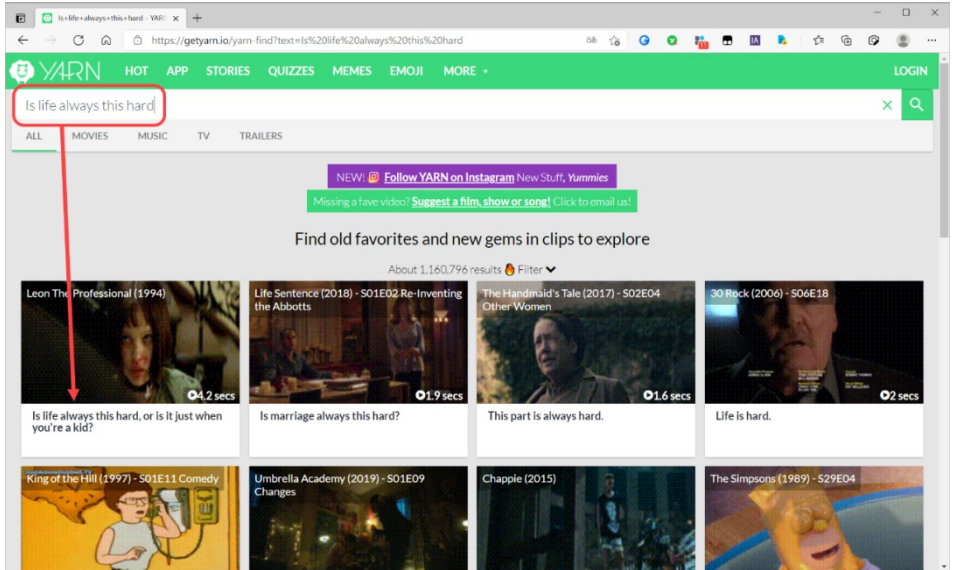 Is+life+always+this+hard - YARN
https://getyarn.io/yarn-find?text=Is%20life%20always%20this%20hard
YARN HOT APP STORIES QUIZZES MEMES EMOJI MORE LOGIN
Is life always this hard
ALL MOVIES MUSIC TV TRAILERS
NEW! Follow YARN on Instagram New Stuff, Yummies
Missing a fave video? Suggest a film, show or song! Click to email us!
Find old favorites and new gems in clips to explore
About 1,160,796 results Filter
Leon The Professional (1994)
4.2 secs
Is life always this hard, or is it just when
you're a kid?
Life Sentence (2018) - S01E02 Re-Inventing
the Abbotts
1.9 secs
Is marriage always this hard?
The Handmaid's Tale (2017) - S02E04
Other Women
1.6 secs
This part is always hard.
30 Rock (2006) - S06E18
2 secs
Life is hard.
King of the Hill (1997) - S01E11 Comedy
Umbrella Academy (2019) - S01E09
Changes
Chappie (2015)
The Simpsons (1989) - S29E04